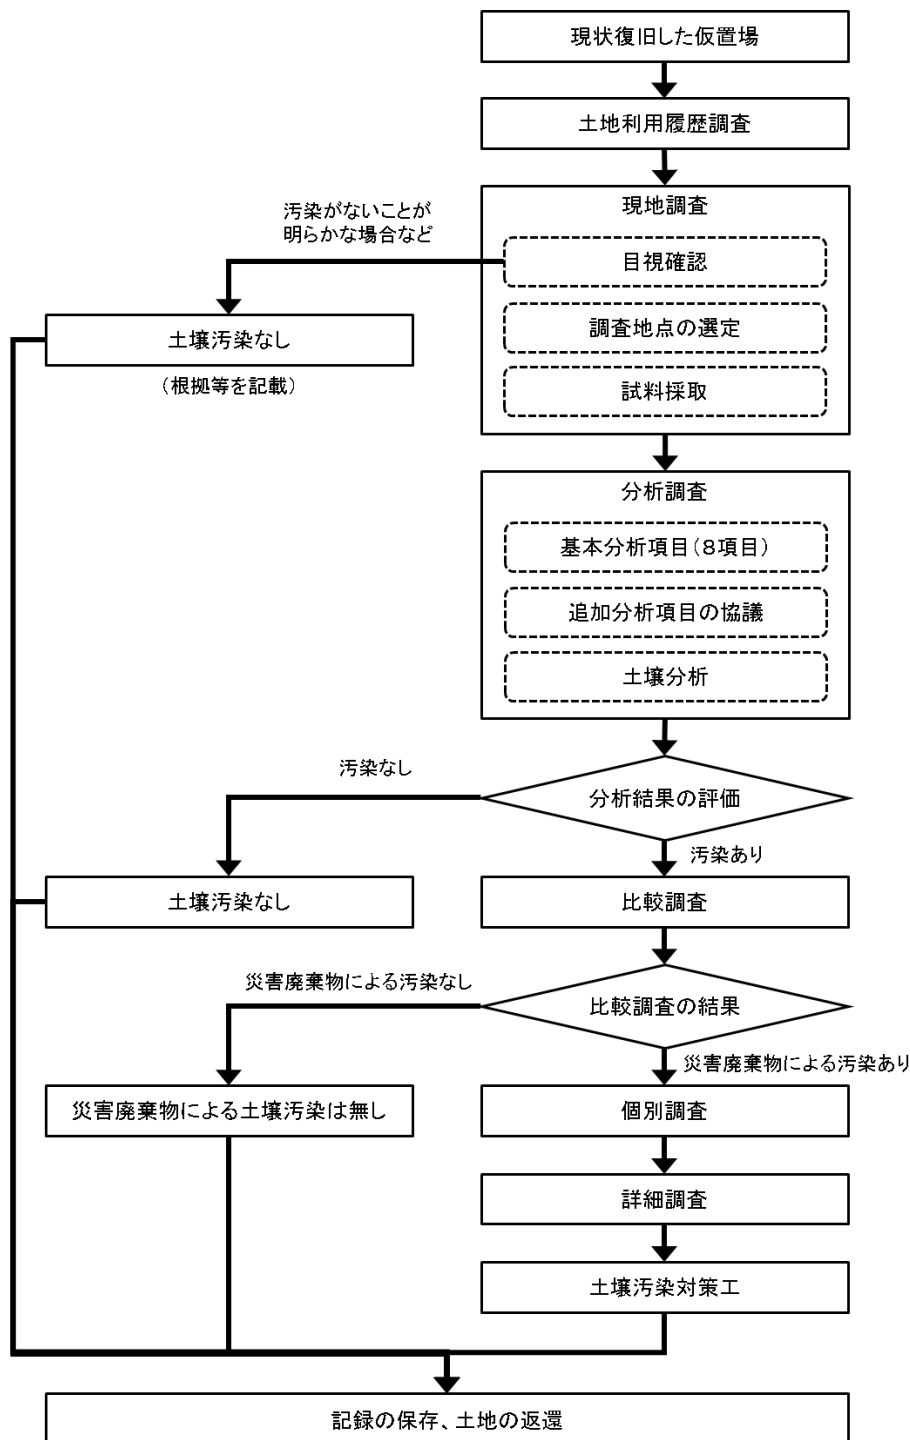 現状復旧した仮置場
土地利用履歴調査
現地調査
汚染がないことが
明らかな場合など
目視確認
調査地点の選定
土壌汚染なし
（根拠等を記載）
試料採取
分析調査
基本分析項目（８項目）
追加分析項目の協議
土壌分析
汚染なし
分析結果の評価
汚染あり
土壌汚染なし
比較調査
災害廃棄物による汚染なし
比較調査の結果
災害廃棄物による汚染あり
災害廃棄物による土壌汚染は無し
個別調査
詳細調査
土壌汚染対策工
記録の保存、土地の返還